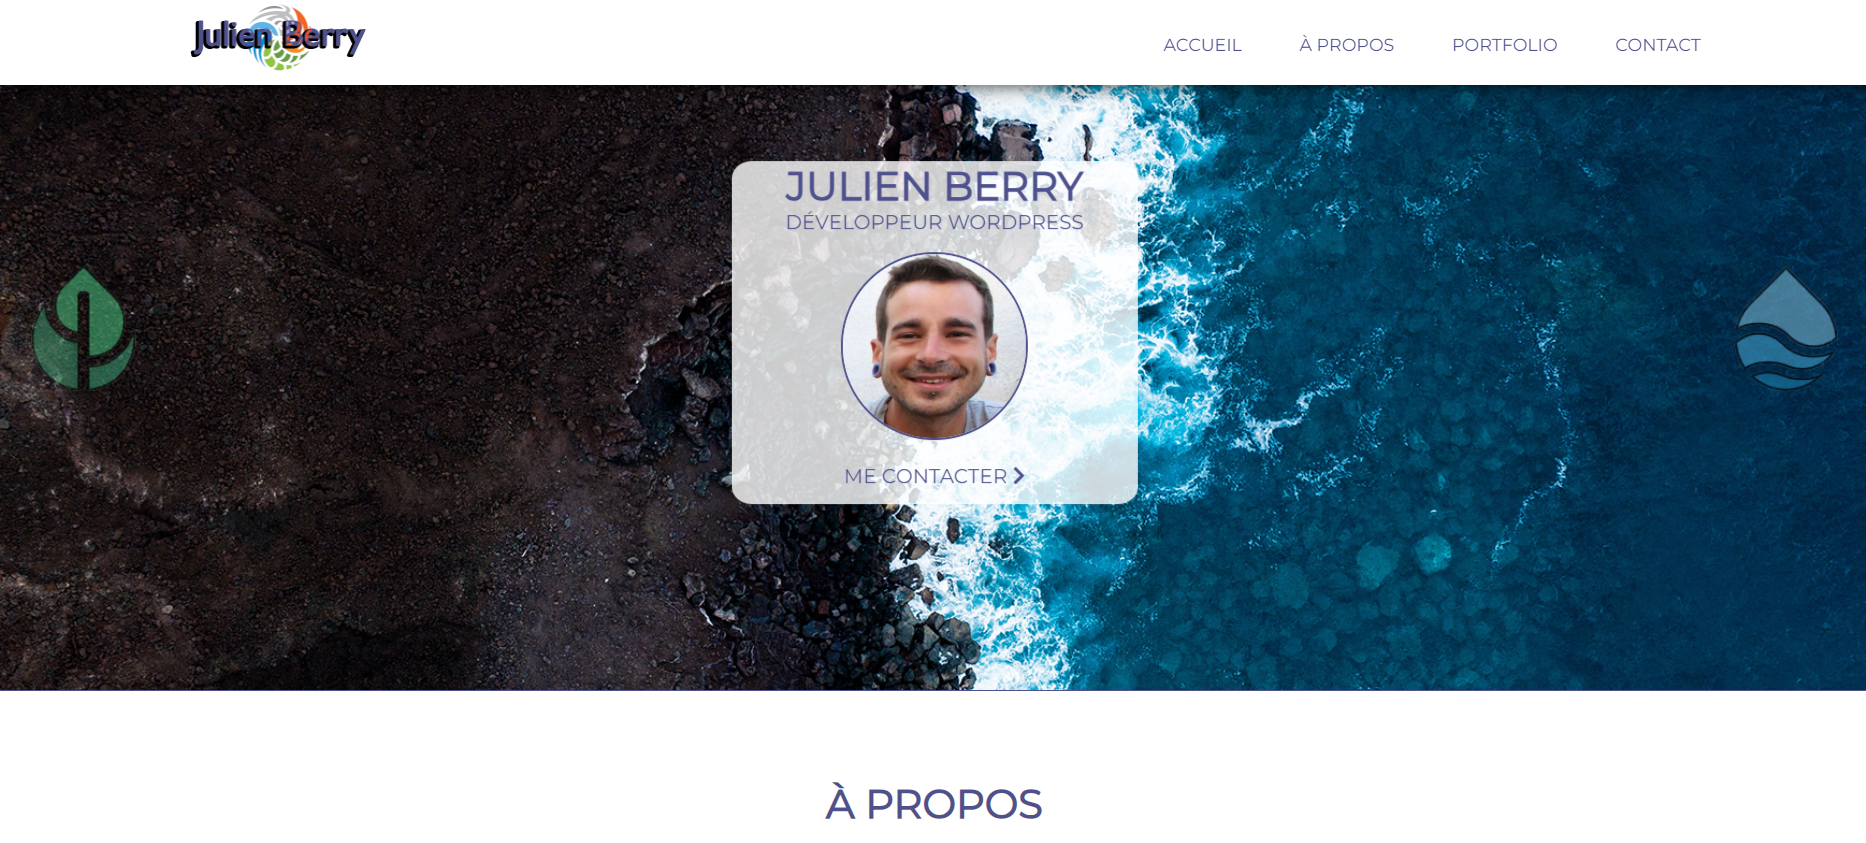 Julien Berry
ACCUEIL À PROPOS PORTFOLIO CONTACT
JULIEN BERRY
DÉVELOPPEUR WORDPRESS
ME CONTACTER
À PROPOS